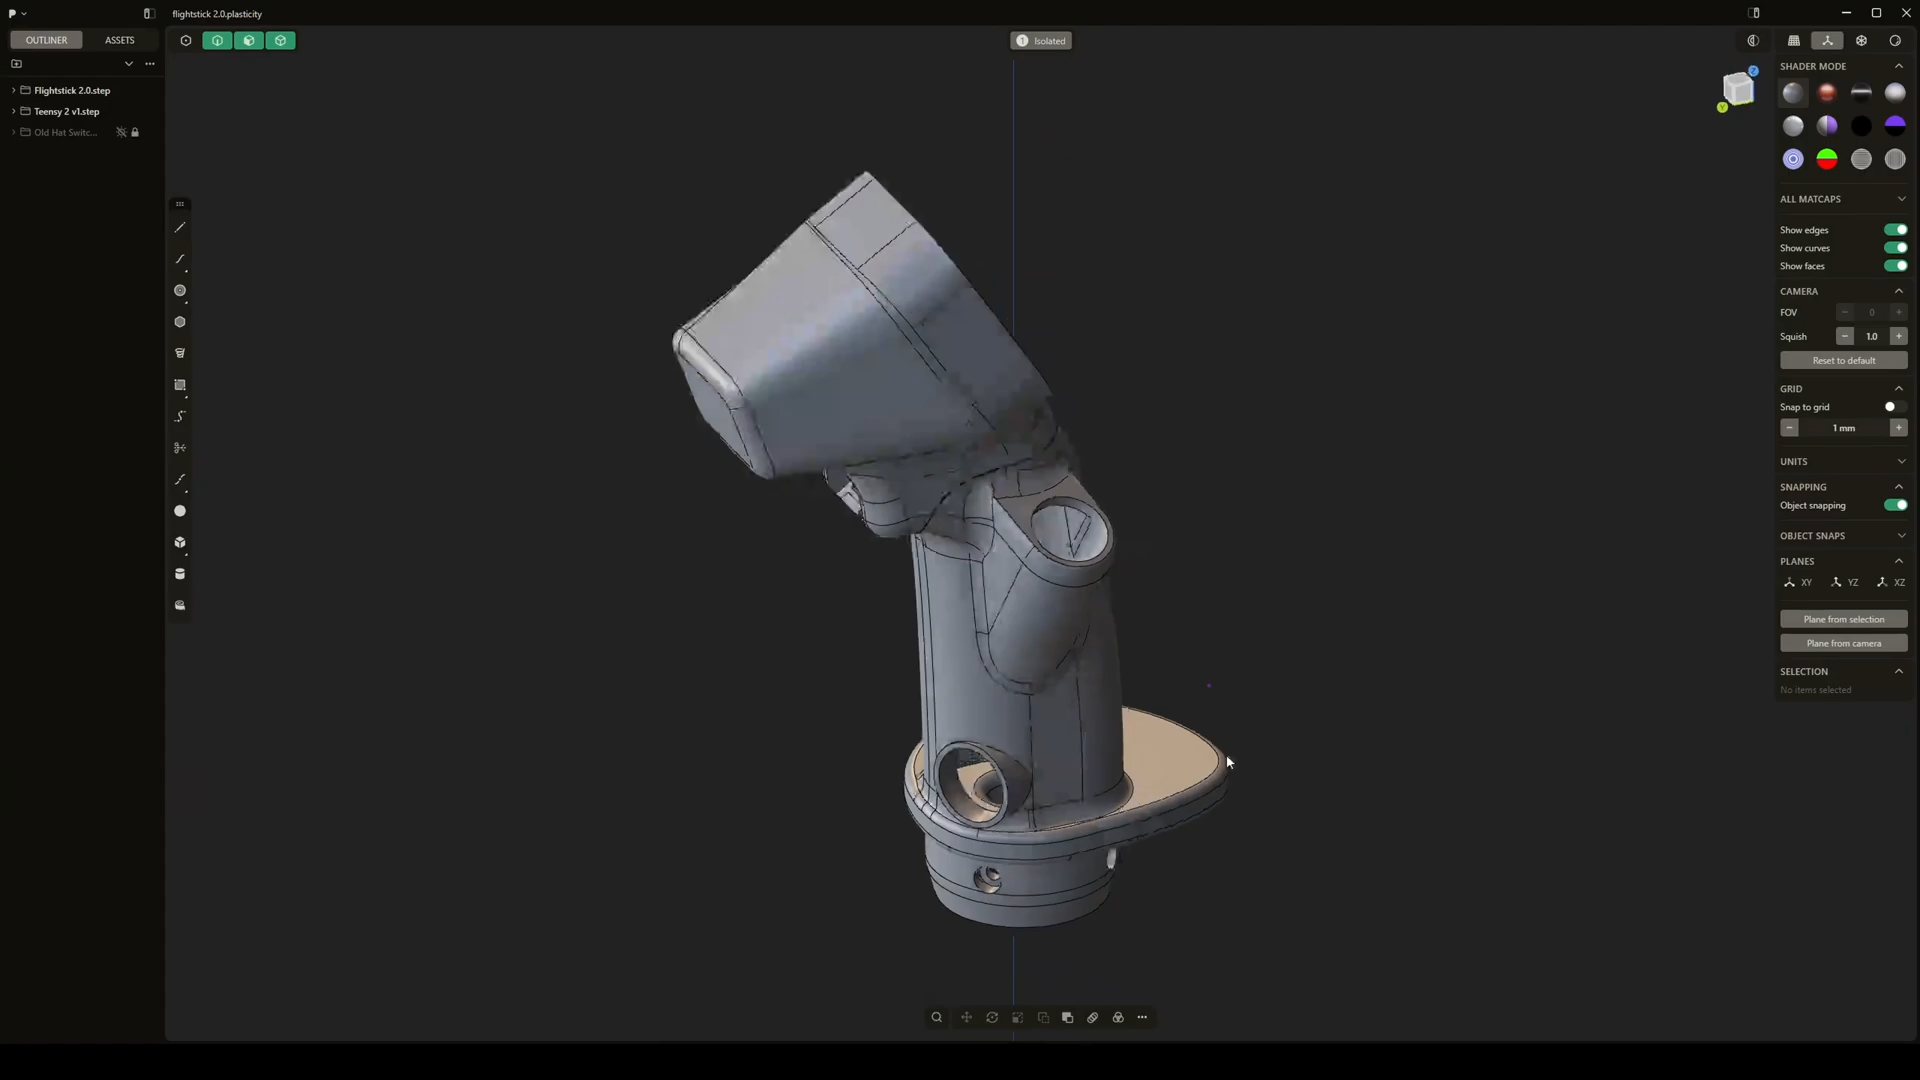 flightstick 2.0.plasticity
OUTLINER
ASSETS
Isolated
Flightstick 2.0.step
Teensy 2 v1.step
Old Hat Switc...
SHADER MODE
ALL MATCAPS
Show edges
Show curves
Show faces
CAMERA
FOV
0
Squish
1.0
Reset to default
GRID
Snap to grid
1 mm
UNITS
SNAPPING
Object snapping
OBJECT SNAPS
PLANES
XY
YZ
XZ
Plane from selection
Plane from camera
SELECTION
No items selected